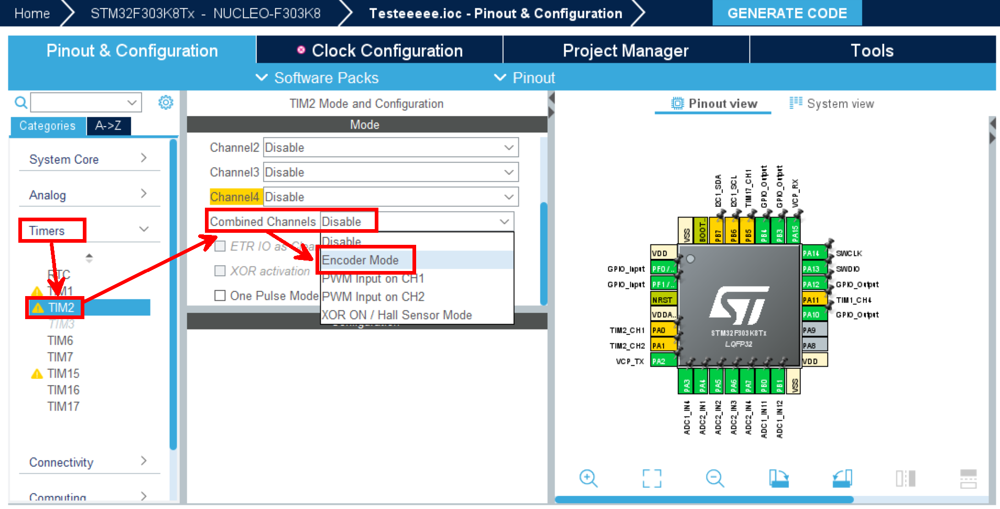 Home
STM32F303K8Tx - NUCLEO-F303K8
Testeeeee.ioc - Pinout & Configuration
GENERATE CODE
Pinout & Configuration
Clock Configuration
Project Manager
Tools
Software Packs
Pinout
Categories
A->Z
System Core
Analog
Timers
RTC
TIM1
TIM2
TIM3
TIM6
TIM7
TIM15
TIM16
TIM17
Connectivity
Computing
TIM2 Mode and Configuration
Mode
Channel2 Disable
Channel3 Disable
Channel4 Disable
Combined Channels Disable
Disable
ETR IO as Clea
Encoder Mode
XOR activation
PWM Input on CH1
One Pulse Mode
PWM Input on CH2
XOR ON / Hall Sensor Mode
Configuration
Pinout view
System view
I2C1_SDA
I2C1_SCL
TIM17_CH1
GPIO_Output
GPIO_Output
VCP_RX
VSS
BOOT..
PB7
PB6
PB5
PB4
PB3
PA15
VDD
GPIO_Input PF0/..
GPIO_Input PF1/..
NRST
VDDA..
TIM2_CH1 PA0
TIM2_CH2 PA1
VCP_TX PA2
STM32F303K8Tx
LQFP32
PA14 SWCLK
PA13 SWDIO
PA12 GPIO_Output
PA11 TIM1_CH4
PA10 GPIO_Output
PA9
PA8
VDD
PA3
PA4
PA5
PA6
PA7
PB0
PB1
VSS
ADC1_IN4
ADC2_IN1
ADC2_IN2
ADC2_IN3
ADC2_IN4
ADC1_IN11
ADC1_IN12